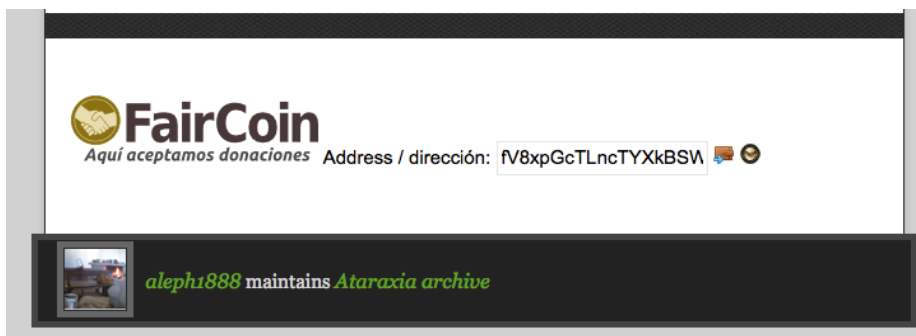 FairCoin
Aquí aceptamos donaciones
Address / dirección: fV8xpGcTLncTYXkBSW
aleph1888 maintains Ataraxia archive